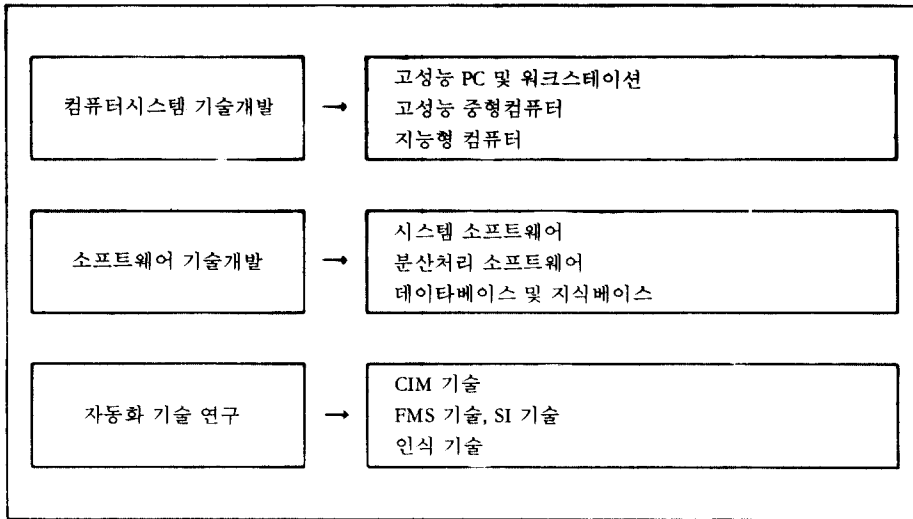 컴퓨터시스템 기술개발 →
고성능 PC 및 워크스테이션
고성능 중형컴퓨터
지능형 컴퓨터
소프트웨어 기술개발 →
시스템 소프트웨어
분산처리 소프트웨어
데이타베이스 및 지식베이스
자동화 기술 연구 →
CIM 기술
FMS 기술, SI 기술
인식 기술